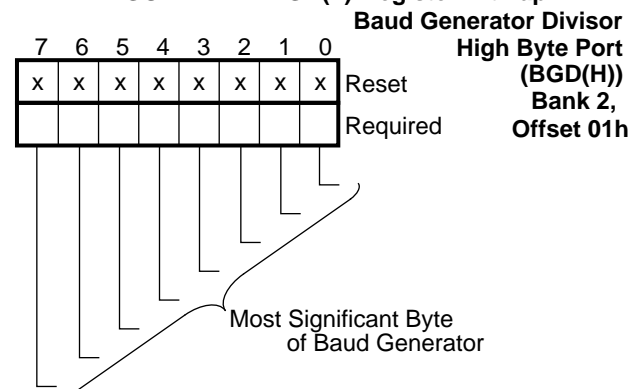 Baud Generator Divisor
High Byte Port
(BGD(H))
Bank 2,
Offset 01h
7 6 5 4 3 2 1 0
x x x x x x x x Reset
Required
Most Significant Byte
of Baud Generator